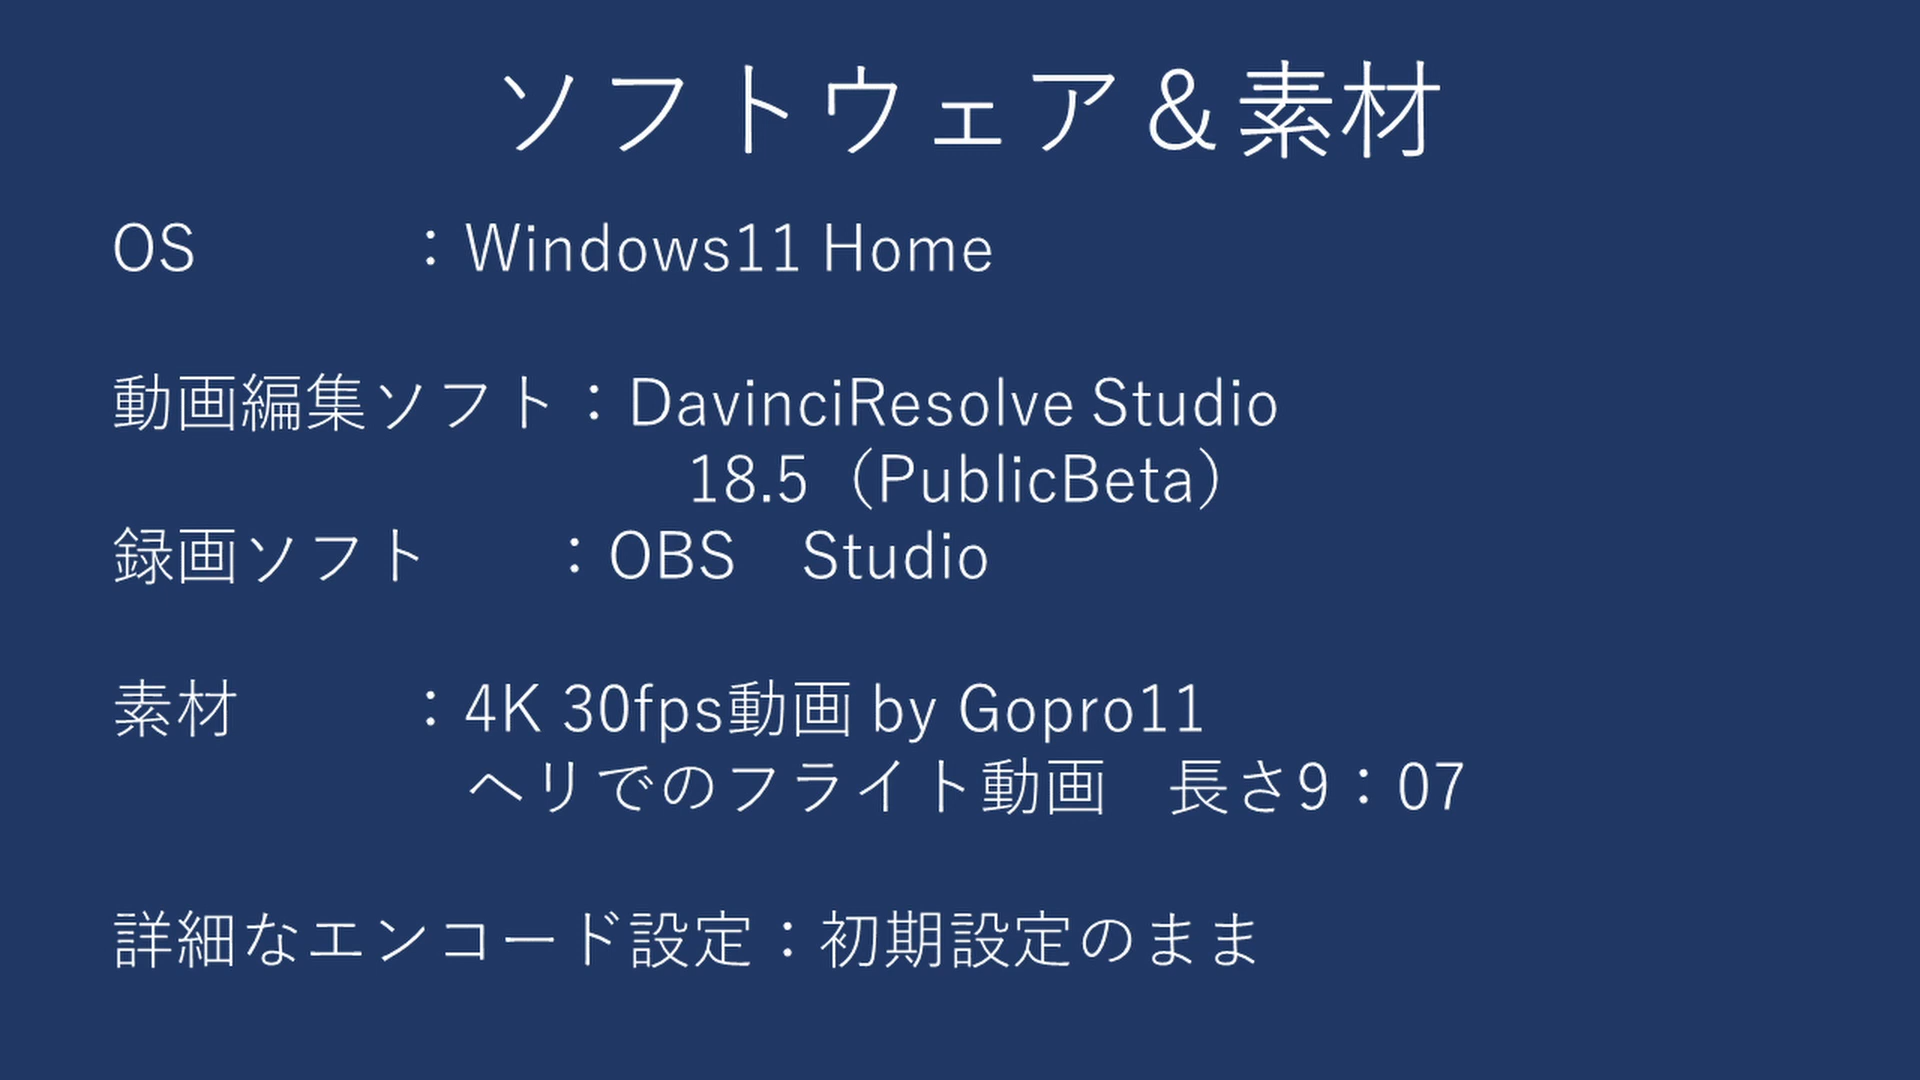 ソフトウェア＆素材
OS　　　：Windows11 Home
動画編集ソフト：DavinciResolve Studio
18.5（PublicBeta）
録画ソフト　　：OBS　Studio
素材　　　：4K 30fps動画 by Gopro11
ヘリでのフライト動画　長さ9：07
詳細なエンコード設定：初期設定のまま